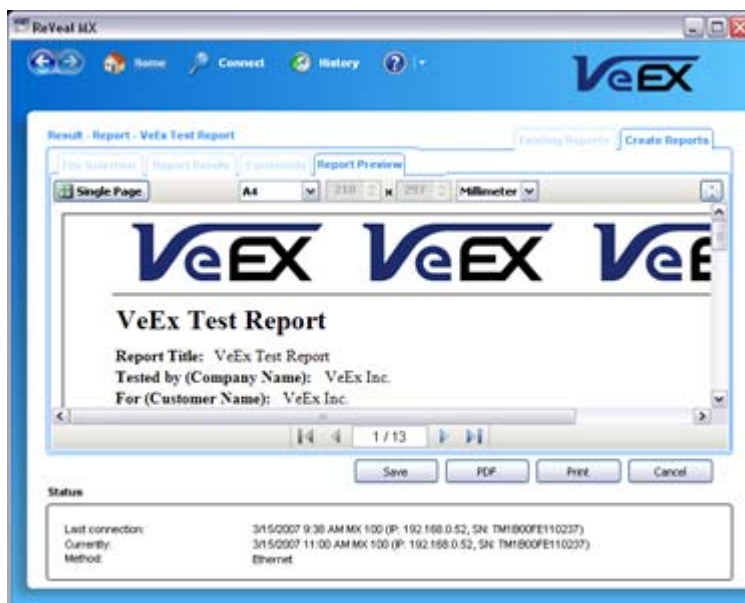 ReVeal MX
Home Connect History ?
VeEX
Result - Report - VeEx Test Report
Existing Reports Create Reports
File Selection Report Details Comments Report Preview
Single Page A4 210 x 297 Millimeter
VeEX VeEX VeE
VeEx Test Report
Report Title: VeEx Test Report
Tested by (Company Name): VeEx Inc.
For (Customer Name): VeEx Inc.
1 / 13
Save PDF Print Cancel
Status
Last connection: 3/15/2007 9:38 AM MX 100 (IP: 192.168.0.52, SN: TM1B00FE110237)
Currently: 3/15/2007 11:00 AM MX 100 (IP: 192.168.0.52, SN: TM1B00FE110237)
Method: Ethernet